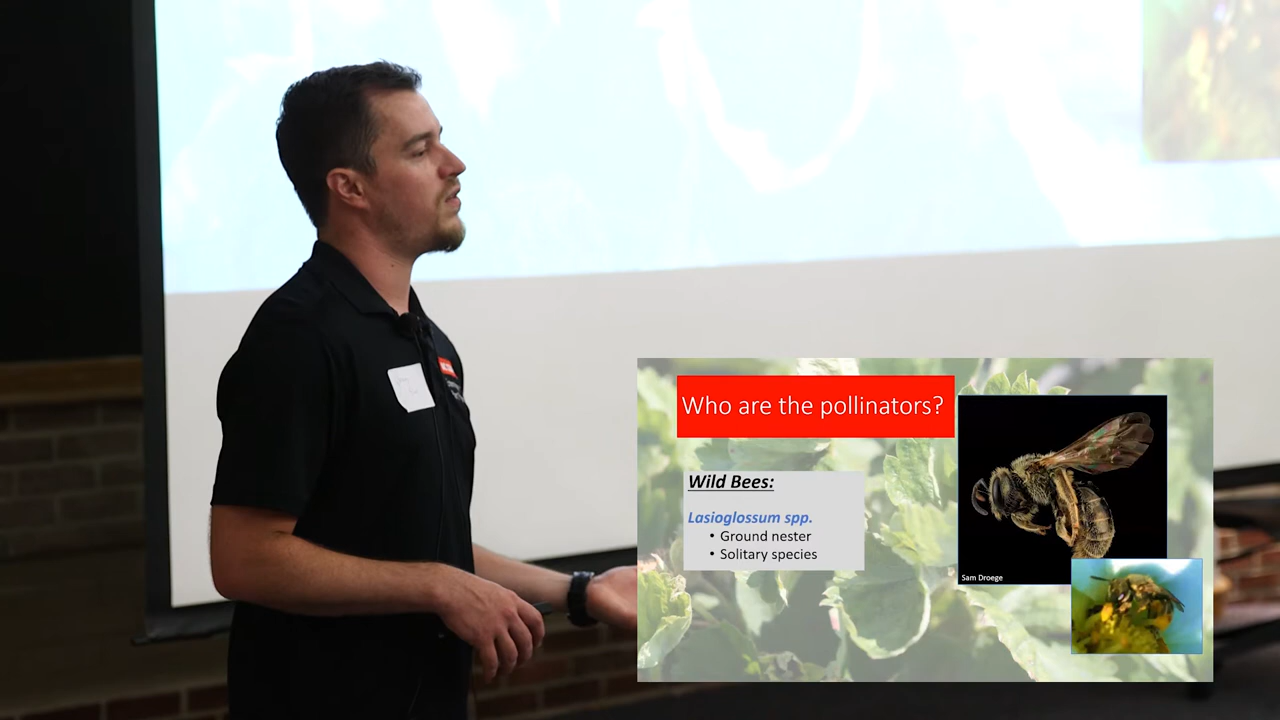 Who are the pollinators?
Wild Bees:
Lasioglossum spp.
• Ground nester
• Solitary species
Sam Droege